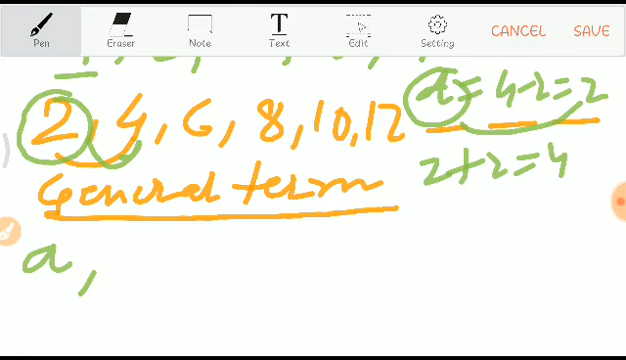 Pen Eraser Note Text Edit Setting CANCEL SAVE
2, 4, 6, 8, 10, 12
d = 4-2 = 2
2+2=4
General term
a,